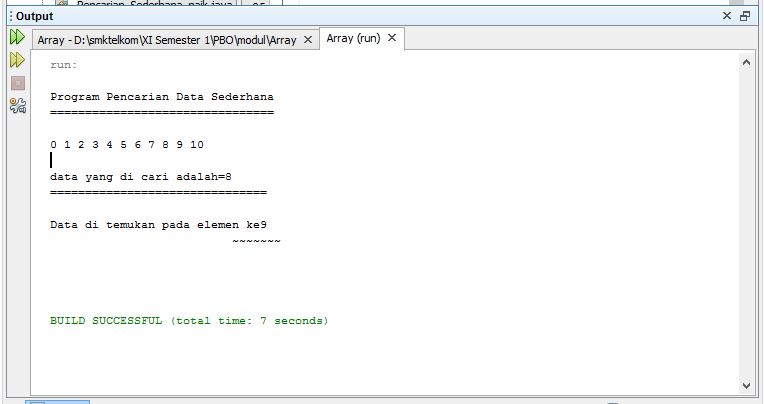 Pencarian_Sederhana_naik.java
Output
Array - D:\smktelkom\XI Semester 1\PBO\modul\Array
Array (run)
run:
Program Pencarian Data Sederhana
================================
0 1 2 3 4 5 6 7 8 9 10
data yang di cari adalah=8
===============================
Data di temukan pada elemen ke9
~~~~~~~
BUILD SUCCESSFUL (total time: 7 seconds)